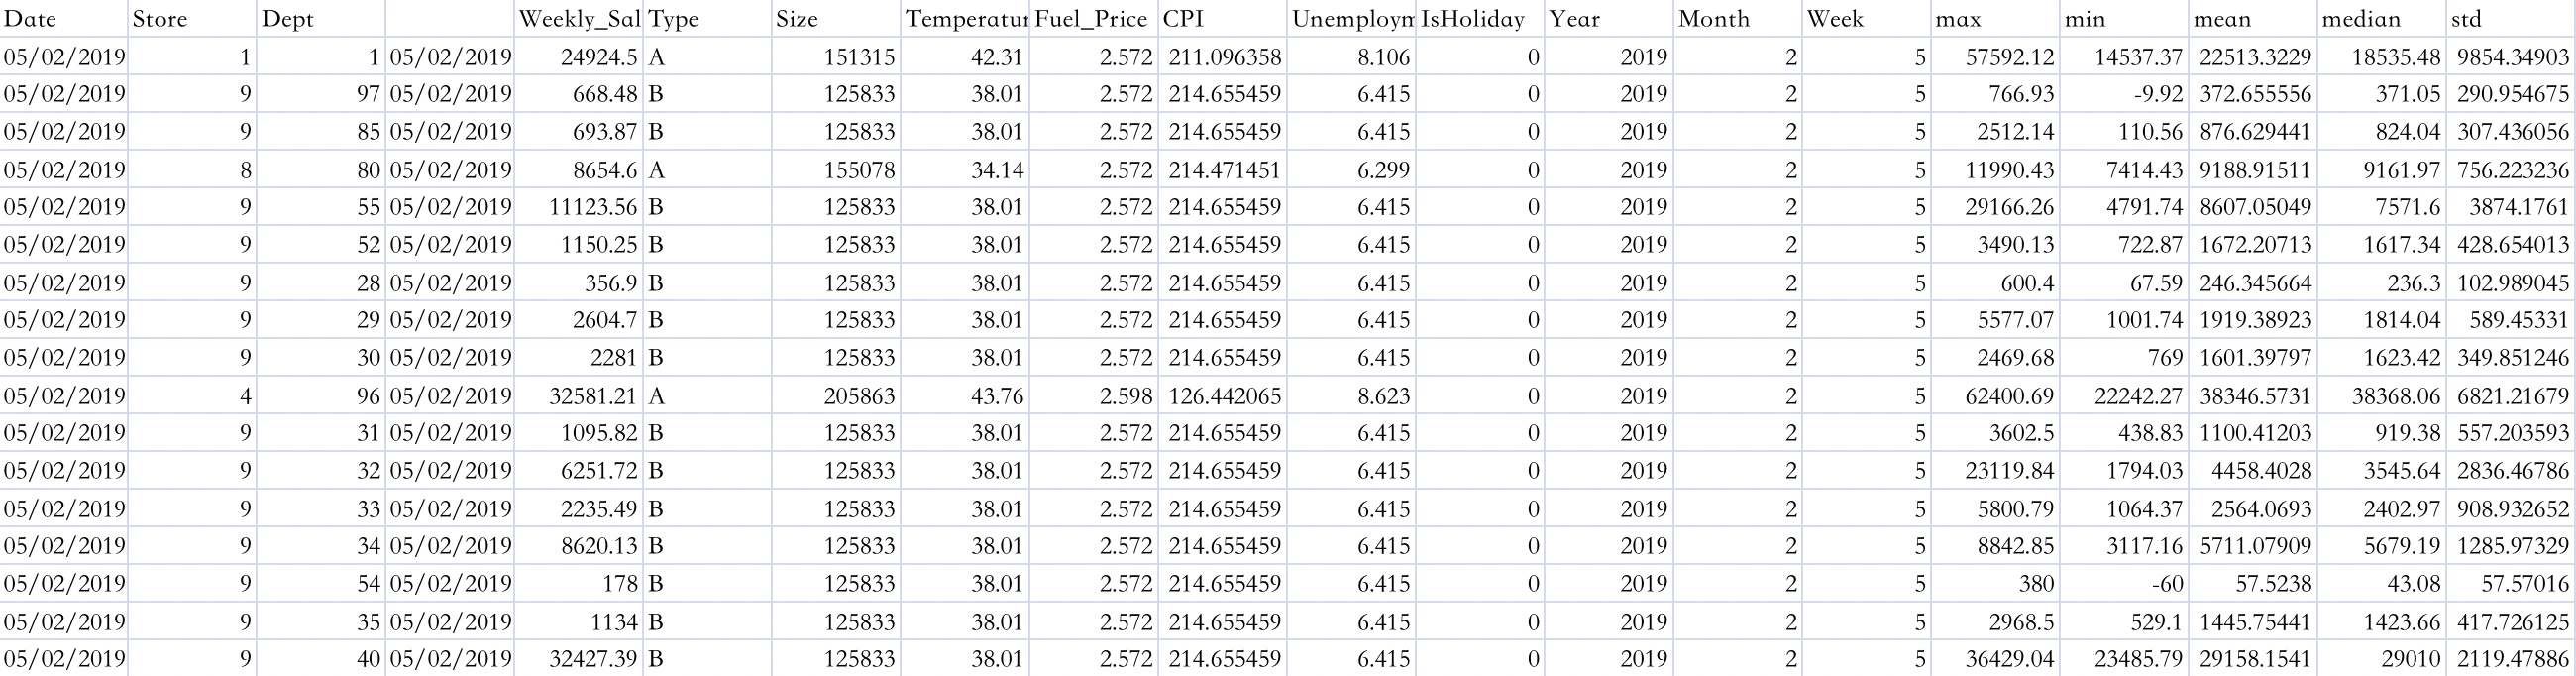 Date Store Dept Weekly_Sal Type Size Temperatur Fuel_Price CPI Unemploym IsHoliday Year Month Week max min mean median std
05/02/2019 1 1 05/02/2019 24924.5 A 151315 42.31 2.572 211.096358 8.106 0 2019 2 5 57592.12 14537.37 22513.3229 18535.48 9854.34903
05/02/2019 9 97 05/02/2019 668.48 B 125833 38.01 2.572 214.655459 6.415 0 2019 2 5 766.93 -9.92 372.655556 371.05 290.954675
05/02/2019 9 85 05/02/2019 693.87 B 125833 38.01 2.572 214.655459 6.415 0 2019 2 5 2512.14 110.56 876.629441 824.04 307.436056
05/02/2019 8 80 05/02/2019 8654.6 A 155078 34.14 2.572 214.471451 6.299 0 2019 2 5 11990.43 7414.43 9188.91511 9161.97 756.223236
05/02/2019 9 55 05/02/2019 11123.56 B 125833 38.01 2.572 214.655459 6.415 0 2019 2 5 29166.26 4791.74 8607.05049 7571.6 3874.1761
05/02/2019 9 52 05/02/2019 1150.25 B 125833 38.01 2.572 214.655459 6.415 0 2019 2 5 3490.13 722.87 1672.20713 1617.34 428.654013
05/02/2019 9 28 05/02/2019 356.9 B 125833 38.01 2.572 214.655459 6.415 0 2019 2 5 600.4 67.59 246.345664 236.3 102.989045
05/02/2019 9 29 05/02/2019 2604.7 B 125833 38.01 2.572 214.655459 6.415 0 2019 2 5 5577.07 1001.74 1919.38923 1814.04 589.45331
05/02/2019 9 30 05/02/2019 2281 B 125833 38.01 2.572 214.655459 6.415 0 2019 2 5 2469.68 769 1601.39797 1623.42 349.851246
05/02/2019 4 96 05/02/2019 32581.21 A 205863 43.76 2.598 126.442065 8.623 0 2019 2 5 62400.69 22242.27 38346.5731 38368.06 6821.21679
05/02/2019 9 31 05/02/2019 1095.82 B 125833 38.01 2.572 214.655459 6.415 0 2019 2 5 3602.5 438.83 1100.41203 919.38 557.203593
05/02/2019 9 32 05/02/2019 6251.72 B 125833 38.01 2.572 214.655459 6.415 0 2019 2 5 23119.84 1794.03 4458.4028 3545.64 2836.46786
05/02/2019 9 33 05/02/2019 2235.49 B 125833 38.01 2.572 214.655459 6.415 0 2019 2 5 5800.79 1064.37 2564.0693 2402.97 908.932652
05/02/2019 9 34 05/02/2019 8620.13 B 125833 38.01 2.572 214.655459 6.415 0 2019 2 5 8842.85 3117.16 5711.07909 5679.19 1285.97329
05/02/2019 9 54 05/02/2019 178 B 125833 38.01 2.572 214.655459 6.415 0 2019 2 5 380 -60 57.5238 43.08 57.57016
05/02/2019 9 35 05/02/2019 1134 B 125833 38.01 2.572 214.655459 6.415 0 2019 2 5 2968.5 529.1 1445.75441 1423.66 417.726125
05/02/2019 9 40 05/02/2019 32427.39 B 125833 38.01 2.572 214.655459 6.415 0 2019 2 5 36429.04 23485.79 29158.1541 29010 2119.47886